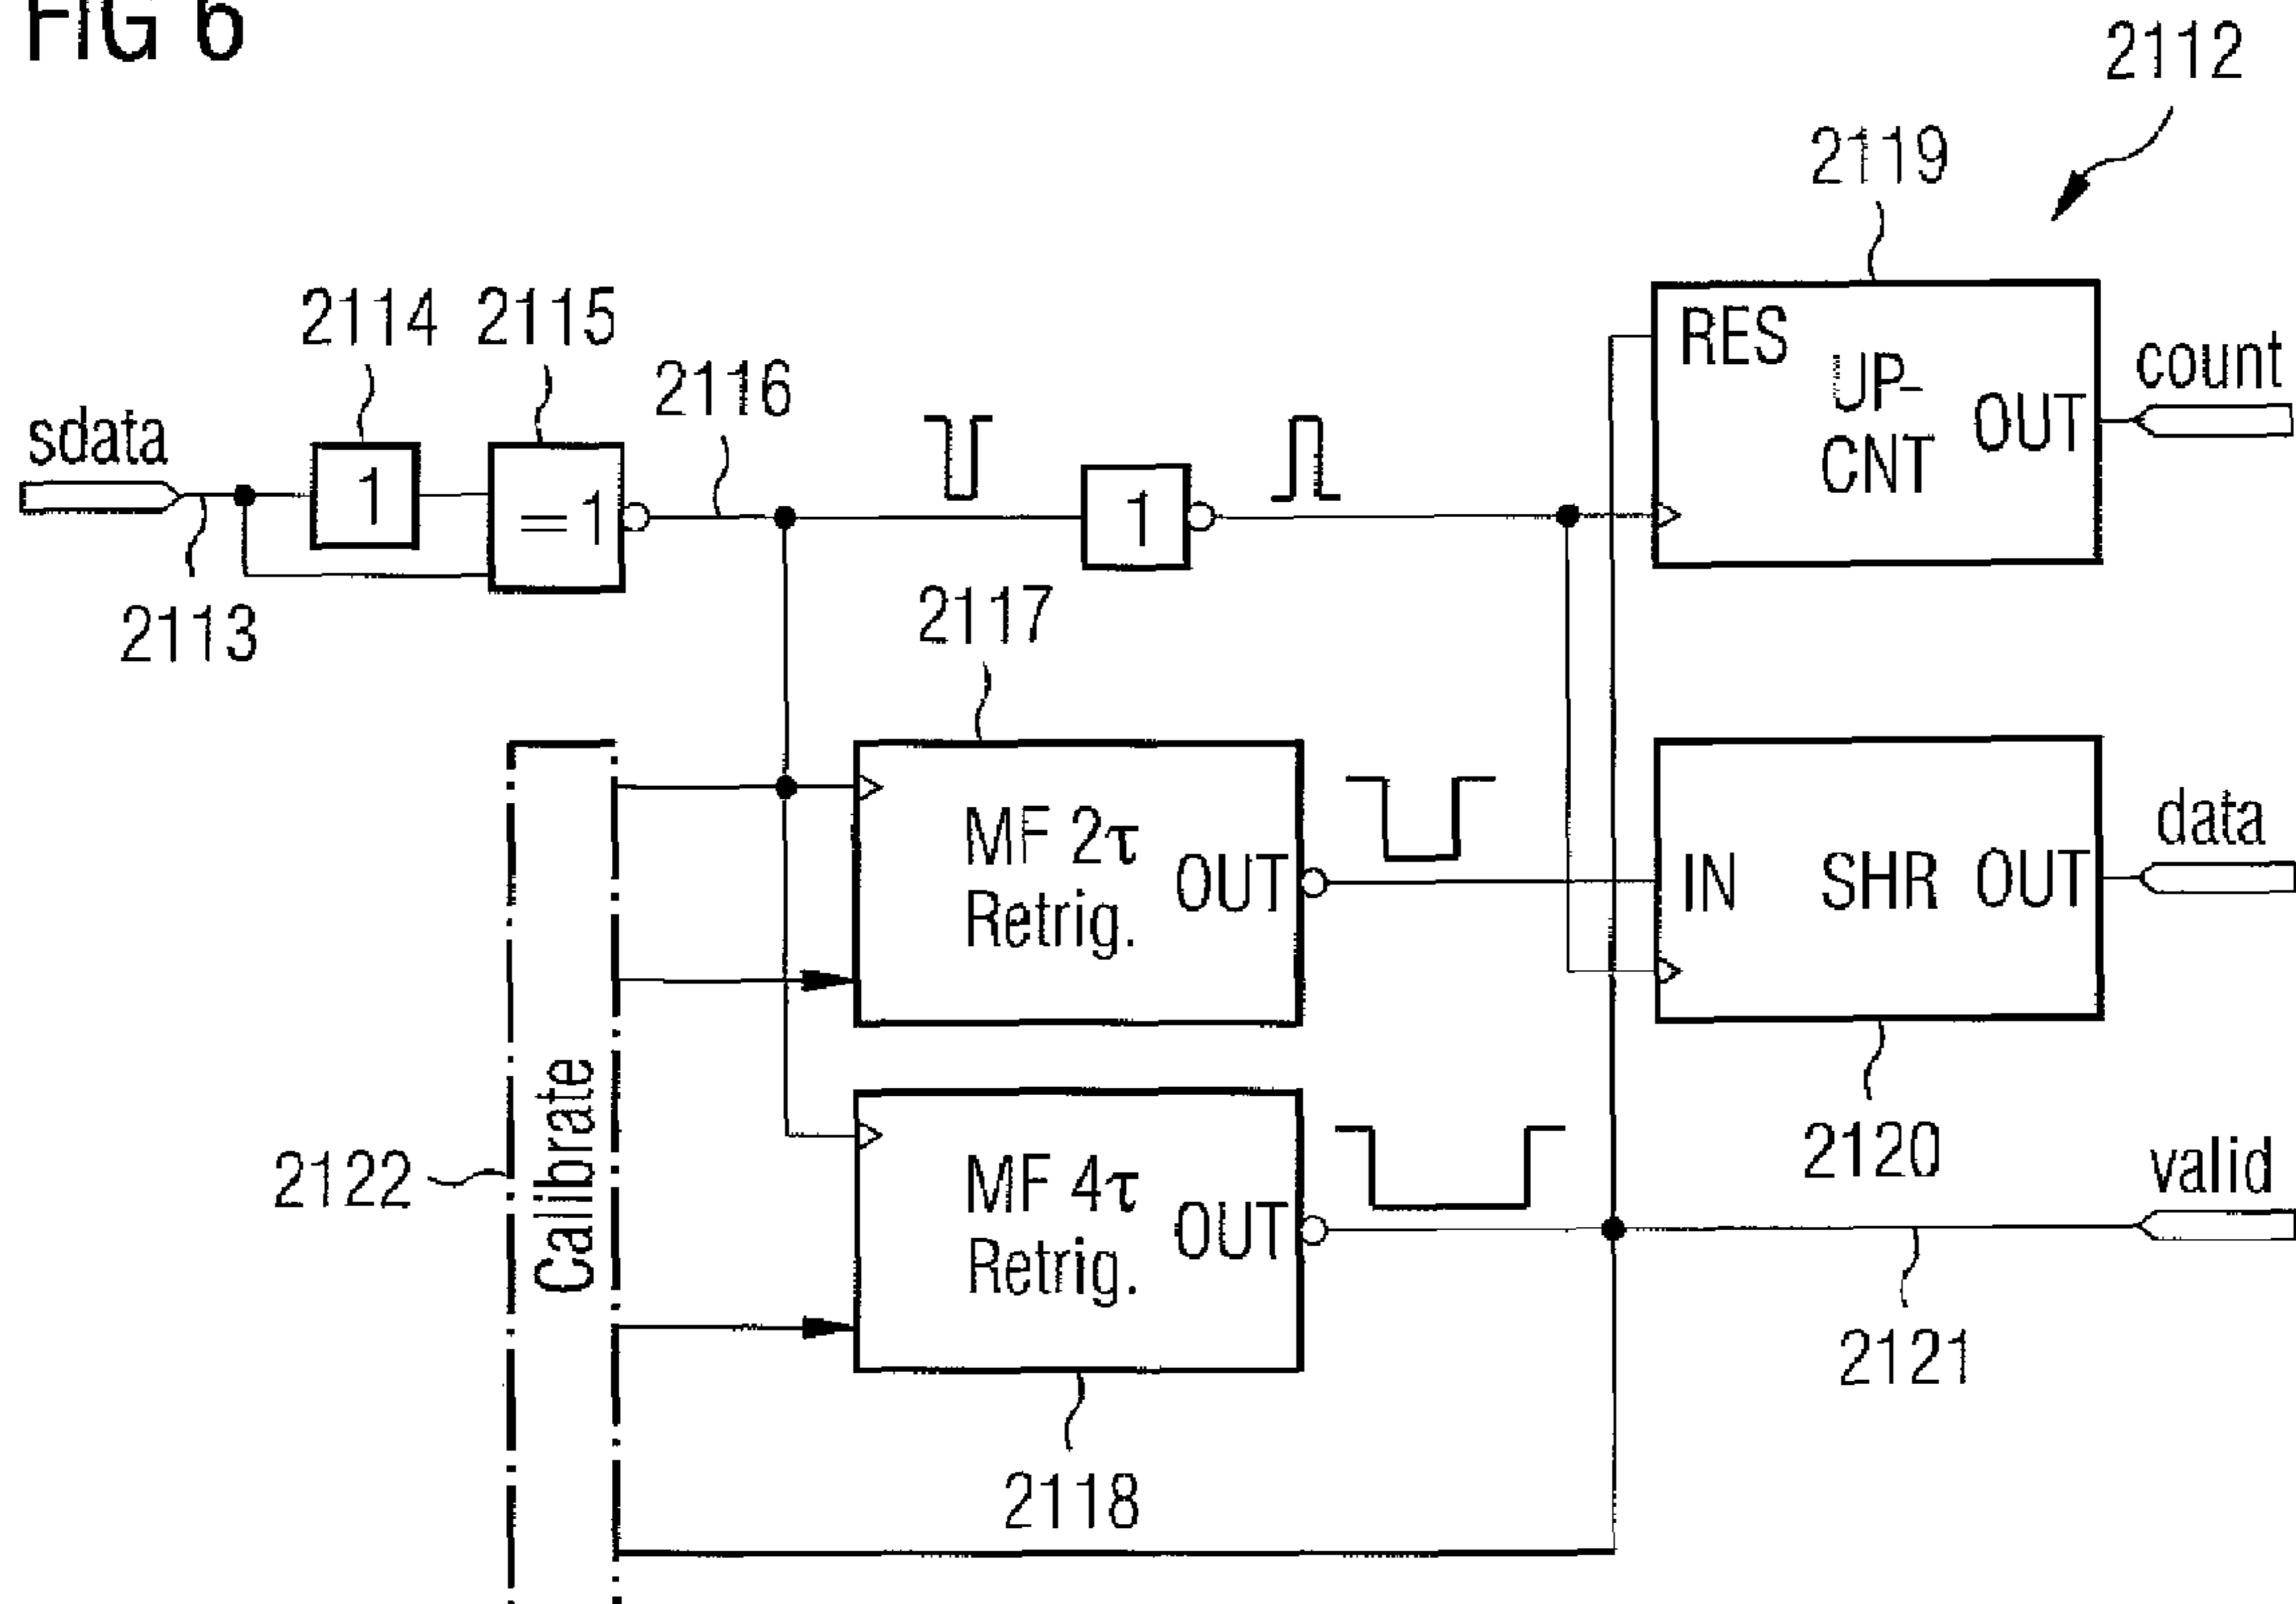 FIG 6
2112
2119
2114
2115
2116
sdata
1
=1
1
2113
RES
UP-
CNT
OUT
count
2117
MF 2τ
Retrig.
OUT
IN
SHR
OUT
data
2120
2122
Calibrate
MF 4τ
Retrig.
OUT
valid
2121
2118